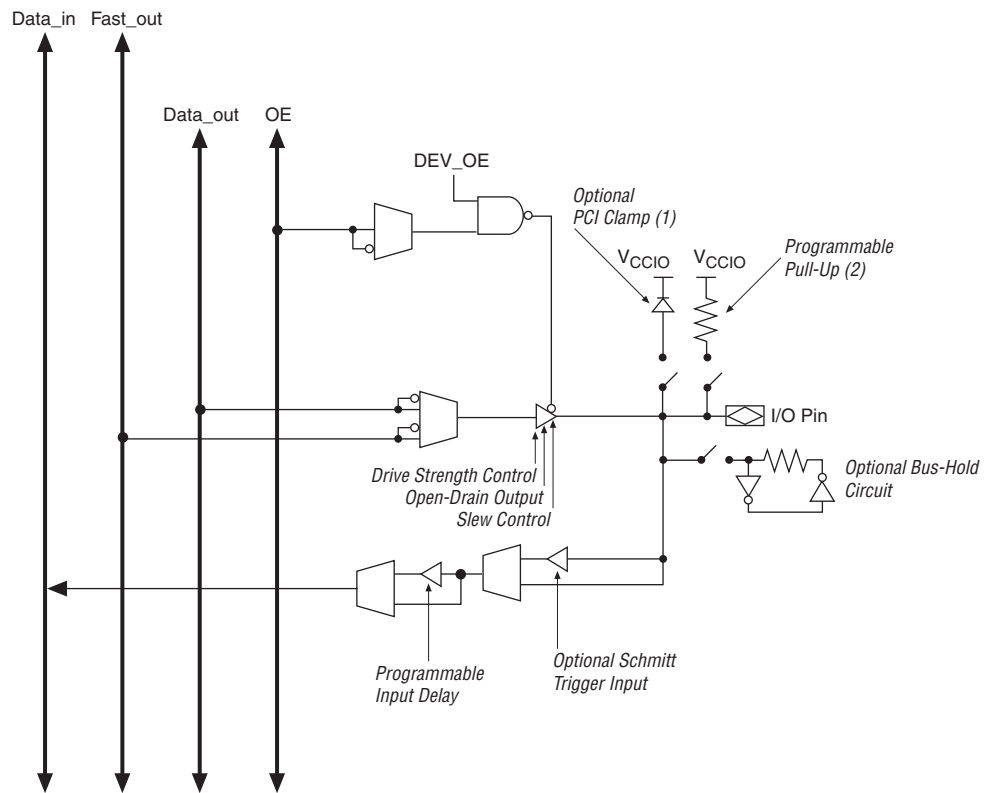 Data_in Fast_out
Data_out OE
DEV_OE
Optional
PCI Clamp (1)
Programmable
Pull-Up (2)
VCCIO VCCIO
I/O Pin
Drive Strength Control
Open-Drain Output
Slew Control
Optional Bus-Hold
Circuit
Programmable
Input Delay
Optional Schmitt
Trigger Input